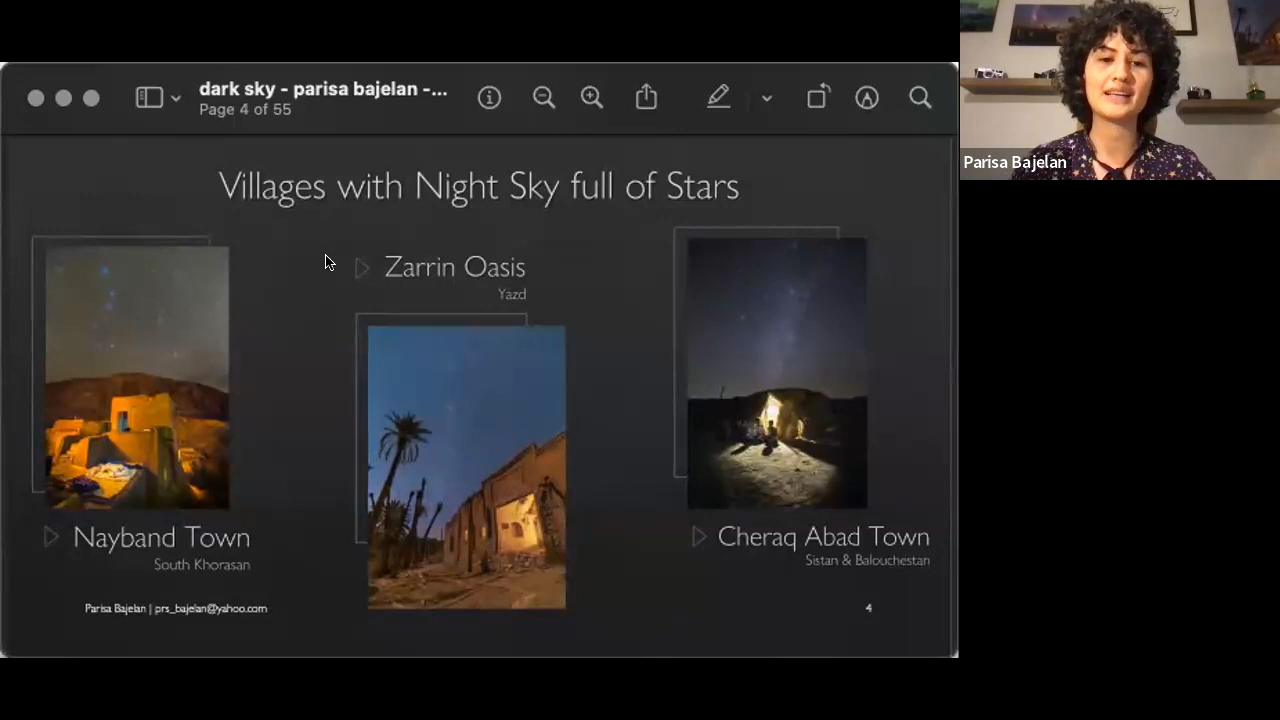 dark sky - parisa bajelan -...
Page 4 of 55
Parisa Bajelan
Villages with Night Sky full of Stars
Zarrin Oasis
Yazd
Nayband Town
South Khorasan
Cheraq Abad Town
Sistan & Balouchestan
Parisa Bajelan | prs_bajelan@yahoo.com
4